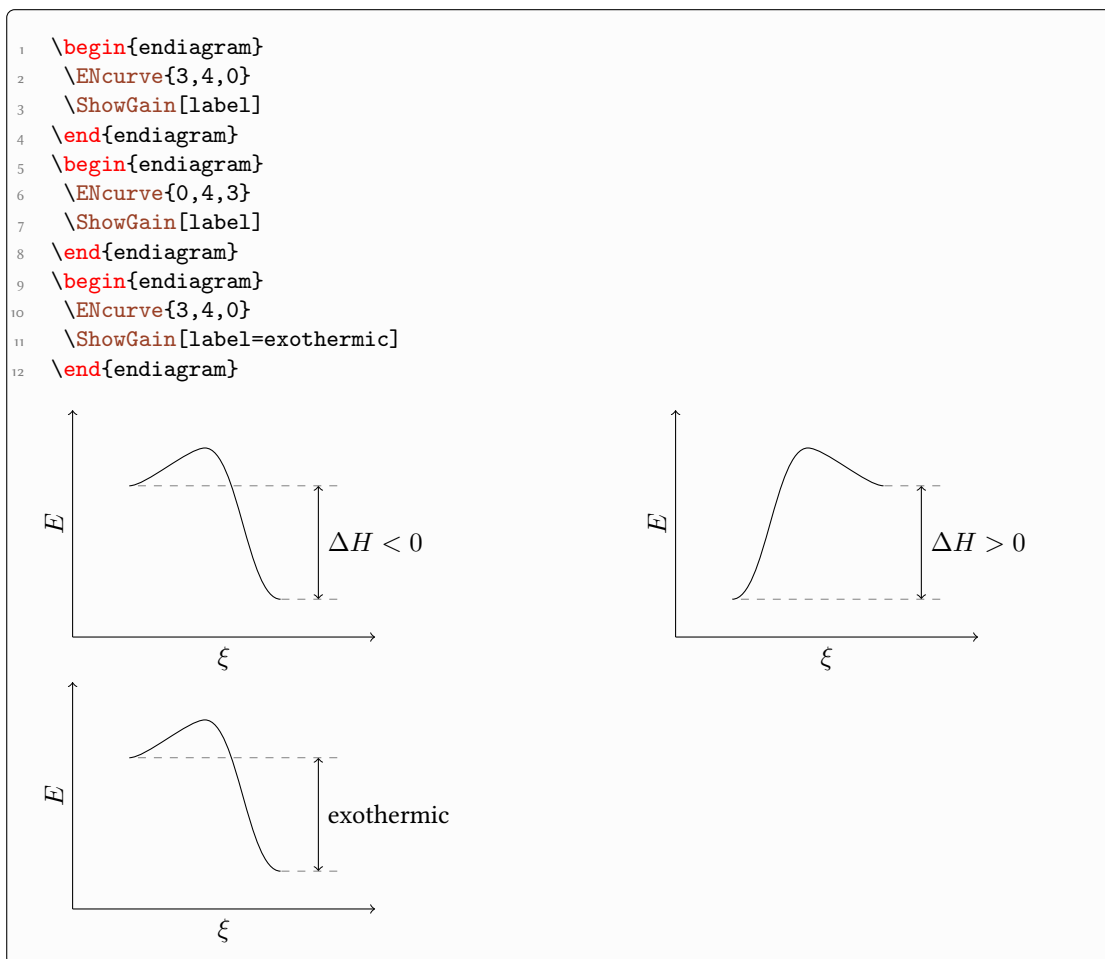 1 \begin{endiagram}
2 \ENcurve{3,4,0}
3 \ShowGain[label]
4 \end{endiagram}
5 \begin{endiagram}
6 \ENcurve{0,4,3}
7 \ShowGain[label]
8 \end{endiagram}
9 \begin{endiagram}
10 \ENcurve{3,4,0}
11 \ShowGain[label=exothermic]
12 \end{endiagram}
E
ΔH < 0
ξ
E
ΔH > 0
ξ
E
exothermic
ξ